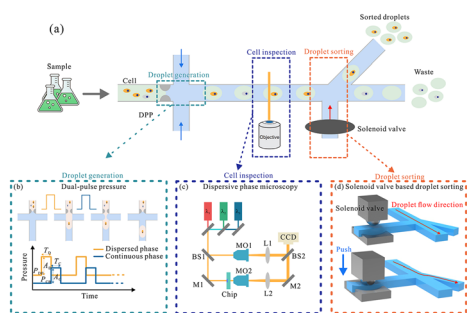 (a)
Sample
Cell
Droplet generation
DPP
Cell inspection
Objective
Droplet sorting
Sorted droplets
Waste
Solenoid valve
Droplet generation
Cell inspection
Droplet sorting
(b) Dual-pulse pressure
Dispersed phase
Continuous phase
Pressure
Time
(c) Dispersive phase microscopy
CCD
MO1
L1
BS1
BS2
MO2
M1
Chip
L2
M2
(d) Solenoid valve based droplet sorting
Solenoid valve
Droplet flow direction
Push